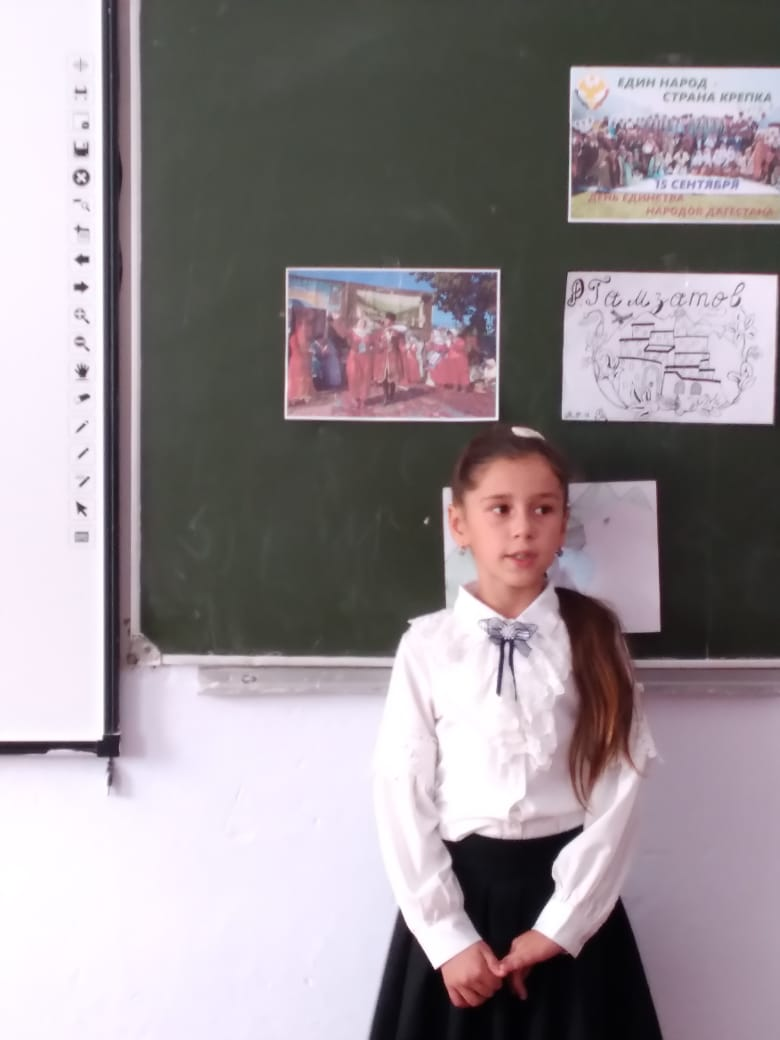 ЕДИН НАРОД
СТРАНА КРЕПКА
15 СЕНТЯБРЯ
ДЕНЬ ЕДИНСТВА
НАРОДОВ ДАГЕСТАНА
Р Гамзатов